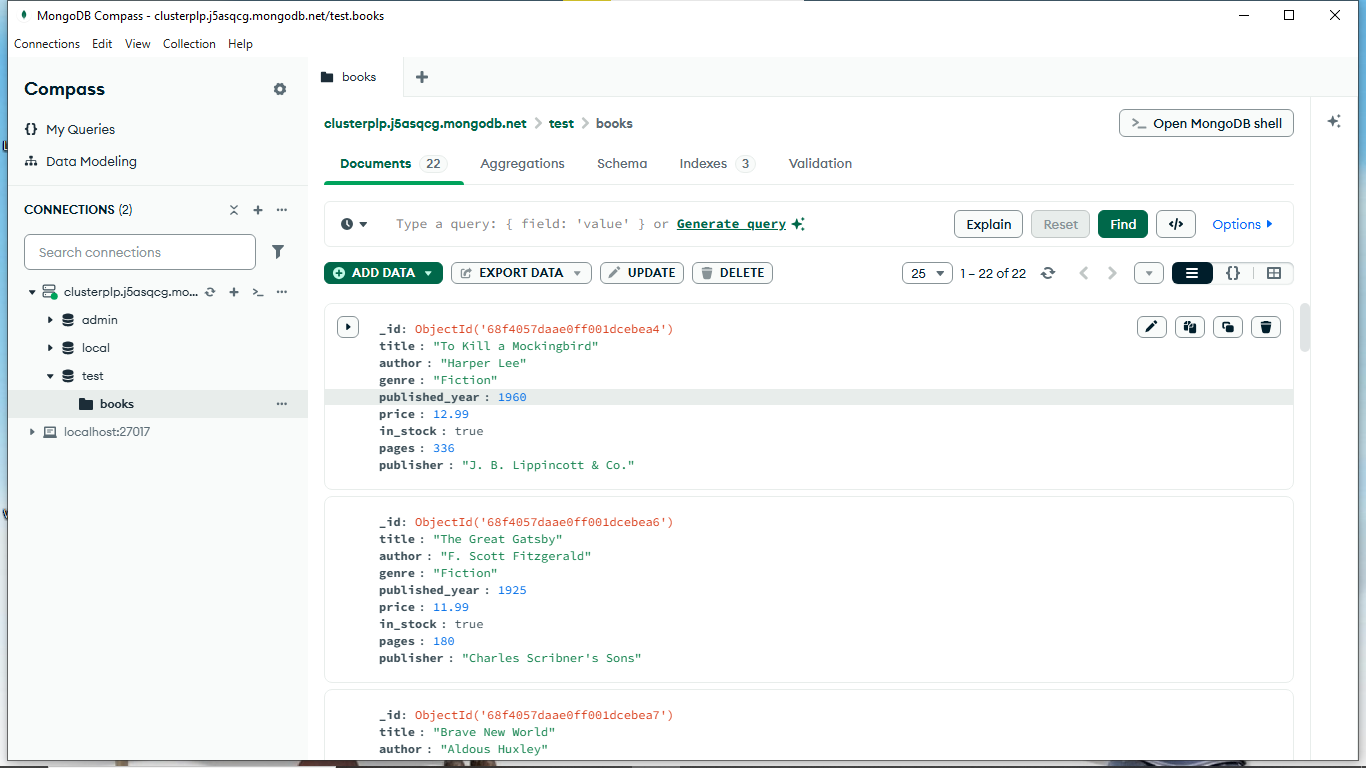 MongoDB Compass - clusterplp.j5asqcg.mongodb.net/test.books
Connections Edit View Collection Help
Compass
My Queries
Data Modeling
CONNECTIONS (2)
Search connections
clusterplp.j5asqcg.mo...
admin
local
test
books
localhost:27017
books
clusterplp.j5asqcg.mongodb.net > test > books
>_ Open MongoDB shell
Documents 22 Aggregations Schema Indexes 3 Validation
Type a query: { field: 'value' } or Generate query
Explain Reset Find </> Options
ADD DATA EXPORT DATA UPDATE DELETE
25 1 – 22 of 22 {}
_id: ObjectId('68f4057daae0ff001dcebea4')
title : "To Kill a Mockingbird"
author : "Harper Lee"
genre : "Fiction"
published_year : 1960
price : 12.99
in_stock : true
pages : 336
publisher : "J. B. Lippincott & Co."
_id: ObjectId('68f4057daae0ff001dcebea6')
title : "The Great Gatsby"
author : "F. Scott Fitzgerald"
genre : "Fiction"
published_year : 1925
price : 11.99
in_stock : true
pages : 180
publisher : "Charles Scribner's Sons"
_id: ObjectId('68f4057daae0ff001dcebea7')
title : "Brave New World"
author : "Aldous Huxley"